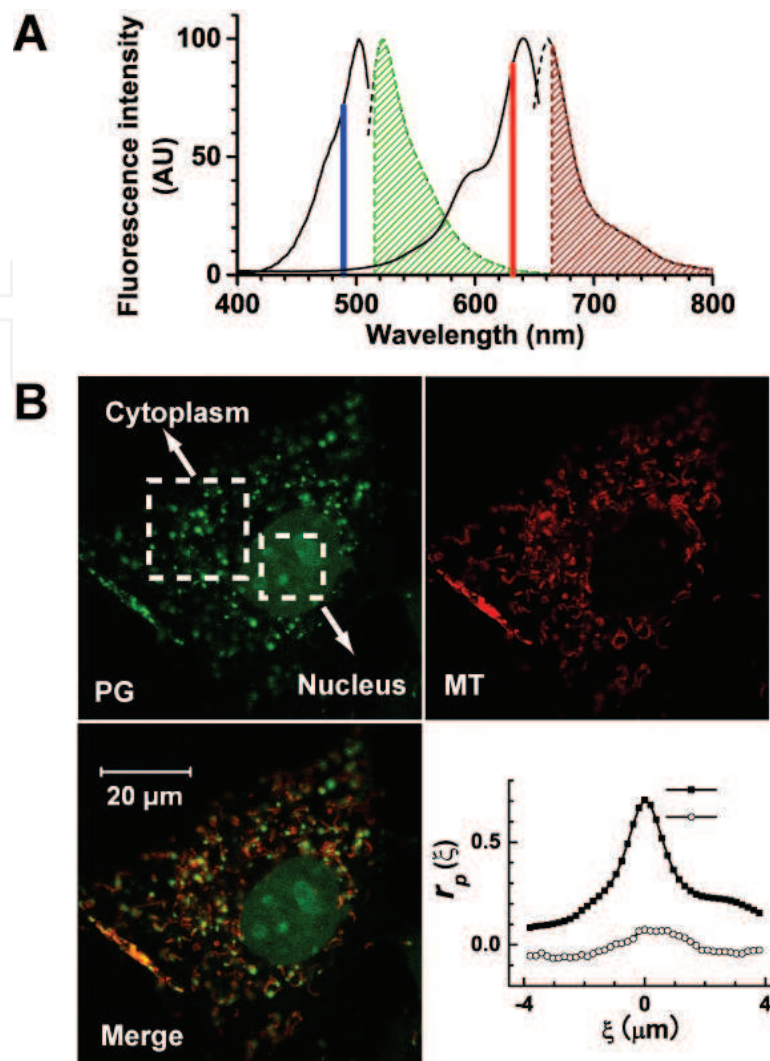 A
Fluorescence intensity
(AU)
100
50
0
400
500
600
700
800
Wavelength (nm)
B
Cytoplasm
Nucleus
PG
MT
20 µm
Merge
r_p(ξ)
0.5
0.0
-4
0
4
ξ (µm)